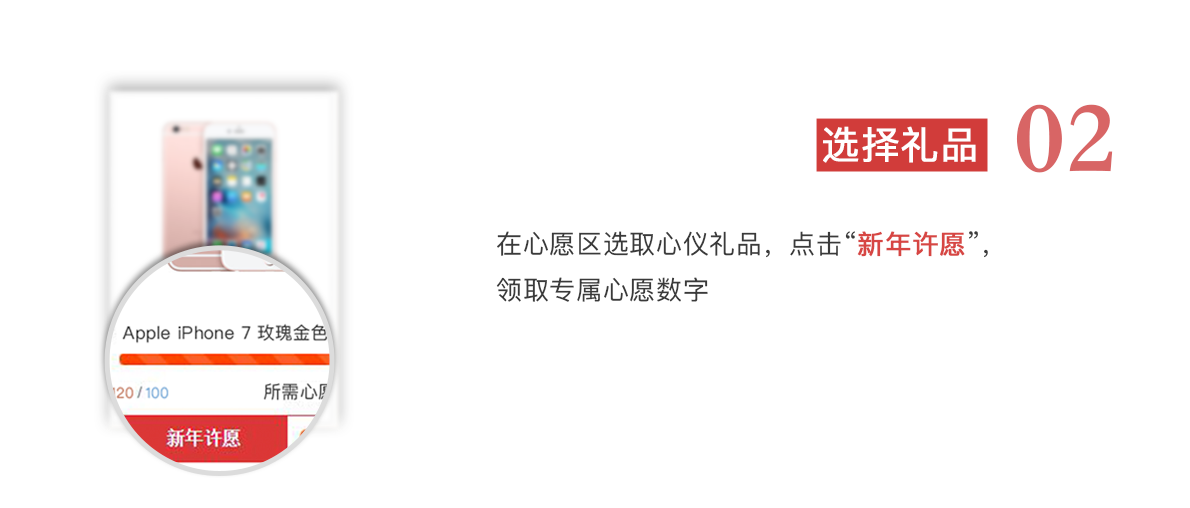 选择礼品 02
在心愿区选取心仪礼品，点击“新年许愿”，
领取专属心愿数字
Apple iPhone 7 玫瑰金色
120 / 100 所需心愿
新年许愿